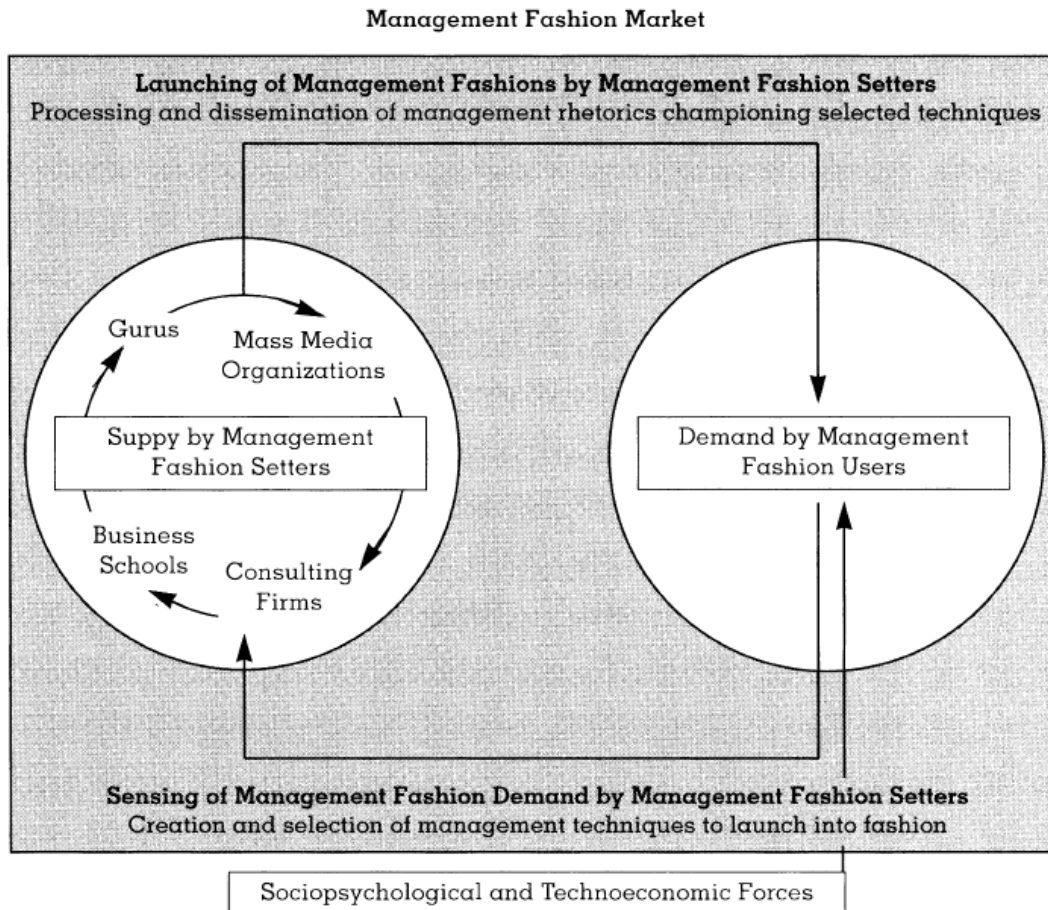 Management Fashion Market
Launching of Management Fashions by Management Fashion Setters
Processing and dissemination of management rhetorics championing selected techniques
Gurus
Mass Media
Organizations
Suppy by Management
Fashion Setters
Demand by Management
Fashion Users
Business
Schools
Consulting
Firms
Sensing of Management Fashion Demand by Management Fashion Setters
Creation and selection of management techniques to launch into fashion
Sociopsychological and Technoeconomic Forces